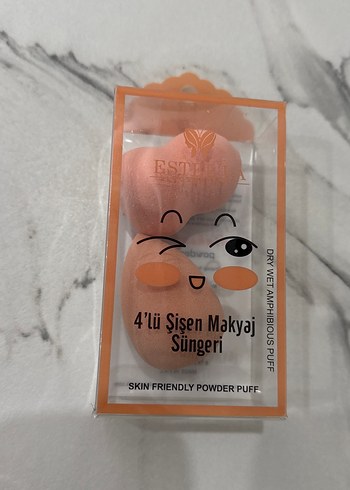 4'lü Şişen Makyaj
Süngeri
SKIN FRIENDLY POWDER PUFF
DRY WET AMPHIBIOUS PUFF